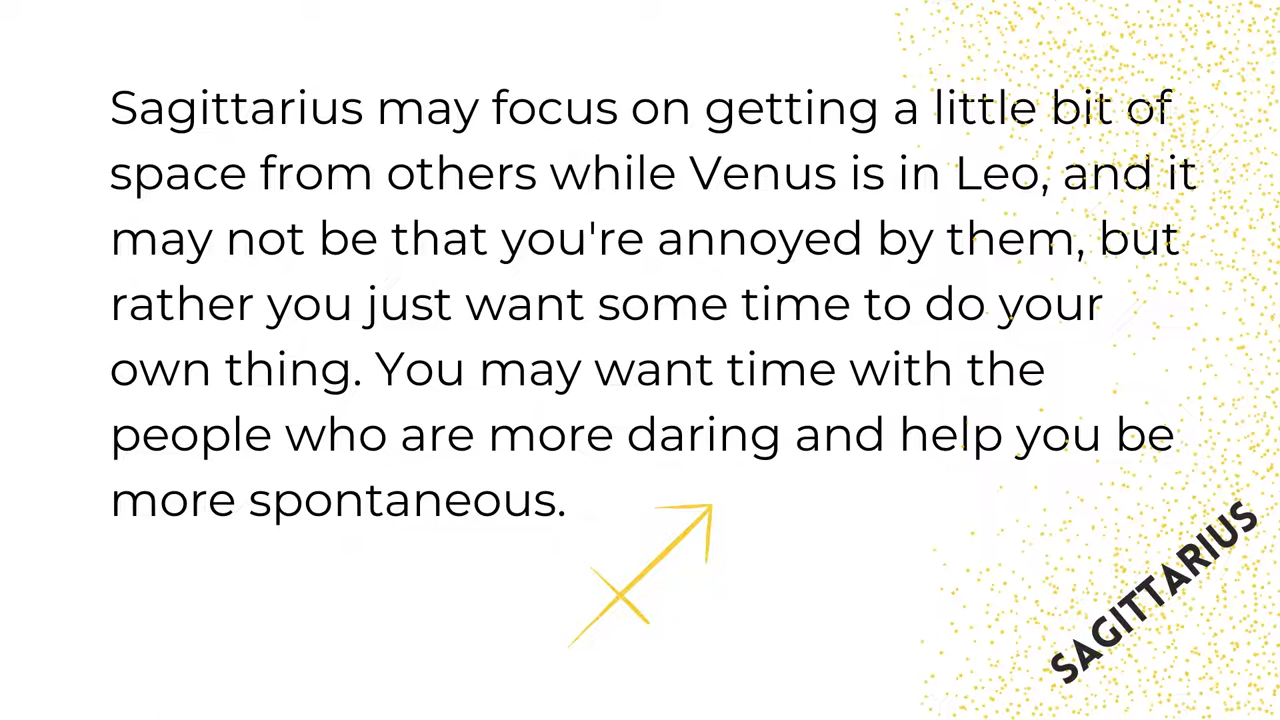 Sagittarius may focus on getting a little bit of
space from others while Venus is in Leo, and it
may not be that you're annoyed by them, but
rather you just want some time to do your
own thing. You may want time with the
people who are more daring and help you be
more spontaneous.
SAGITTARIUS